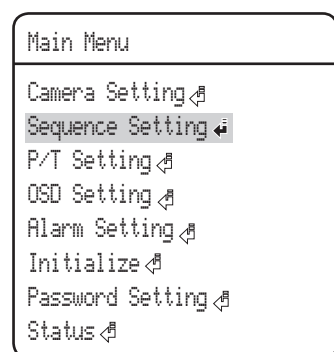 Main Menu
Camera Setting
Sequence Setting
P/T Setting
OSD Setting
Alarm Setting
Initialize
Password Setting
Status